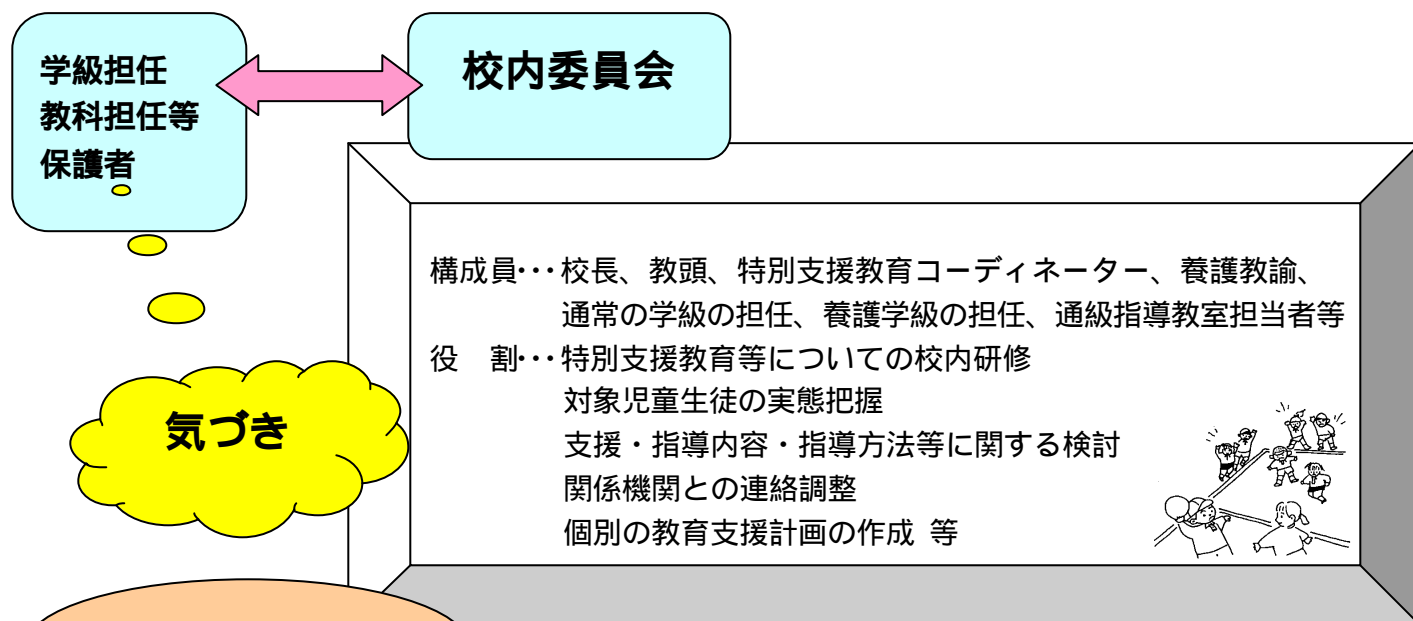 学級担任
教科担任等
保護者
校内委員会
気づき
構成員･･･校長、教頭、特別支援教育コーディネーター、養護教諭、
通常の学級の担任、養護学級の担任、通級指導教室担当者等
役　割･･･特別支援教育等についての校内研修
対象児童生徒の実態把握
支援・指導内容・指導方法等に関する検討
関係機関との連絡調整
個別の教育支援計画の作成 等